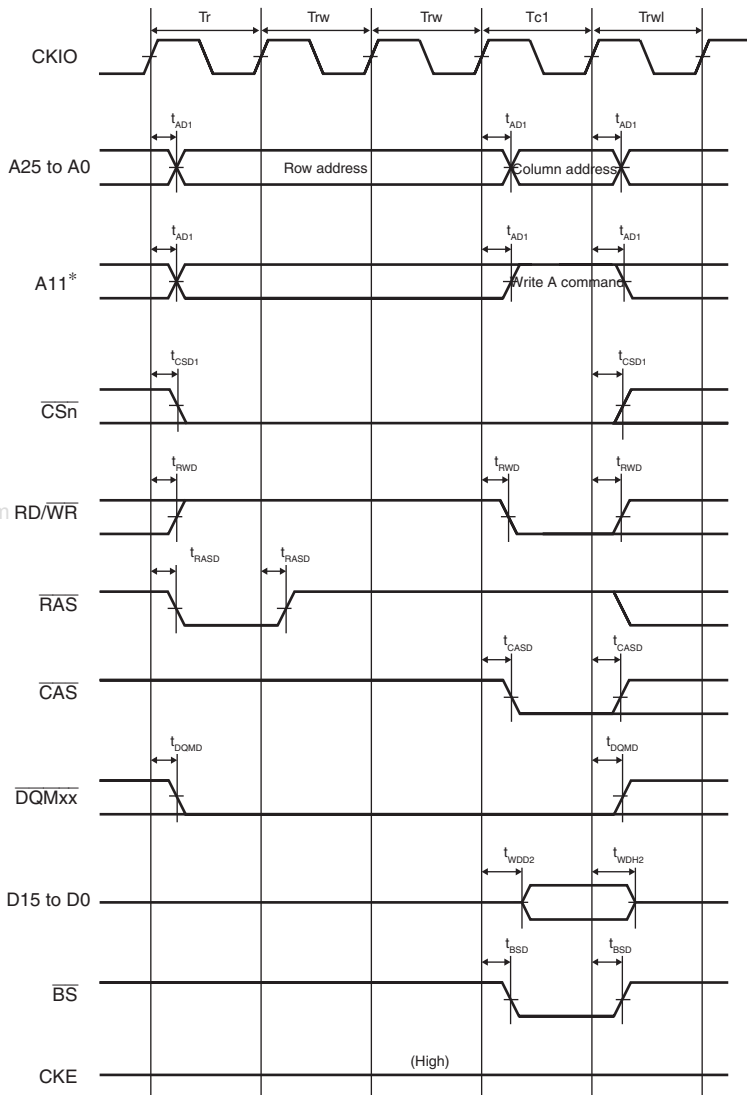 Tr Trw Trw Tc1 Trwl
CKIO
tAD1 tAD1 tAD1
A25 to A0 Row address Column address
tAD1 tAD1 tAD1
A11* Write A command
tCSD1 tCSD1
CSn
tRWD tRWD tRWD
RD/WR
tRASD tRASD
RAS
tCASD tCASD
CAS
tDQMD tDQMD
DQMxx
tWDD2 tWDH2
D15 to D0
tBSD tBSD
BS
(High)
CKE